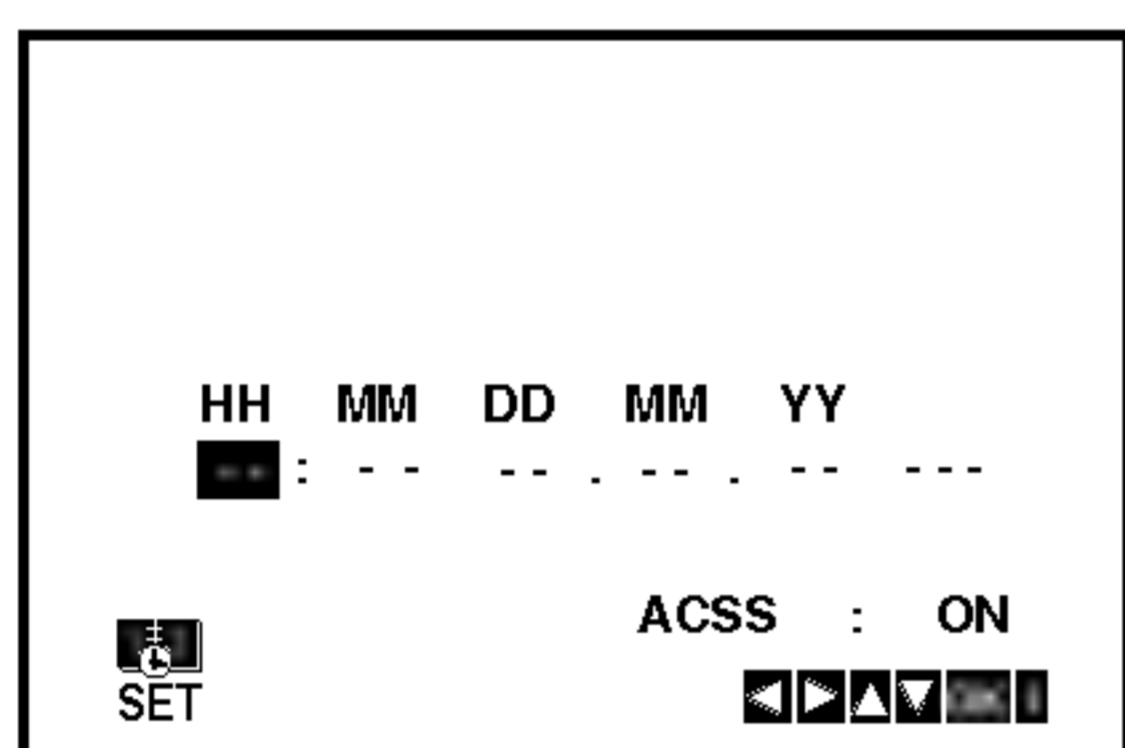 HH MM DD MM YY
-- : -- -- . -- . -- ---
ACSS : ON
SET